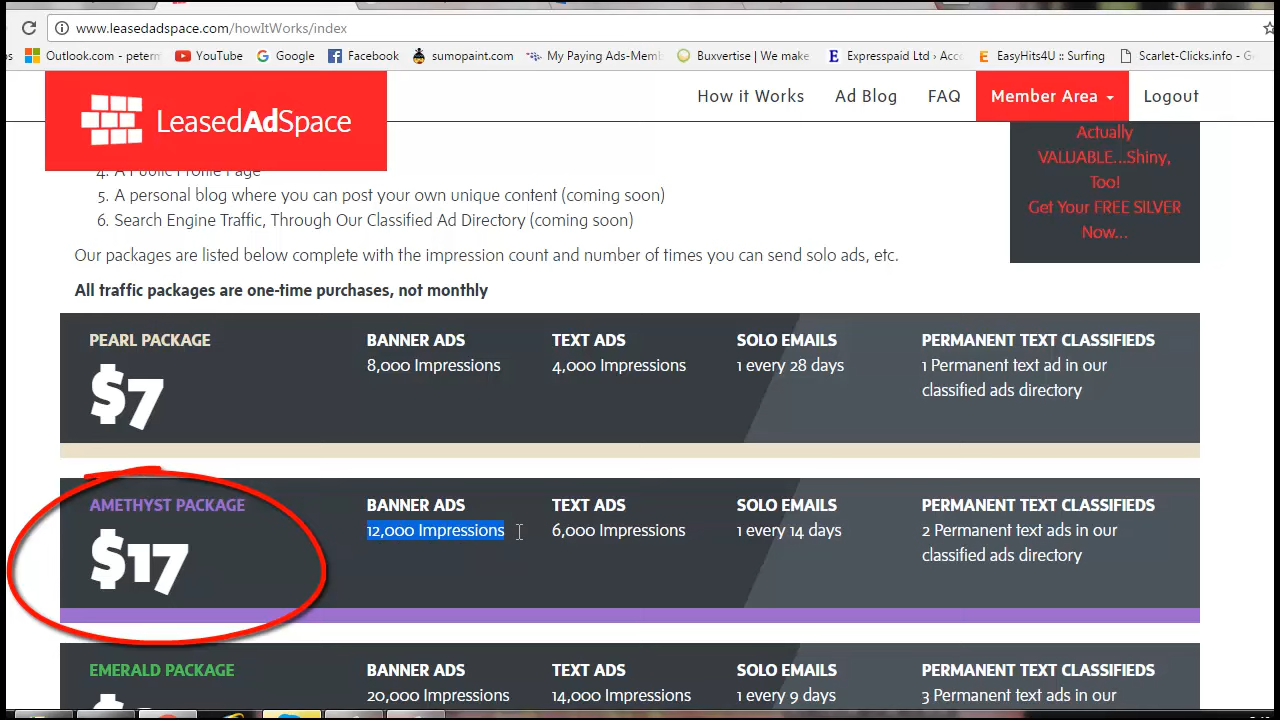 www.leasedadspace.com/howItWorks/index
Outlook.com - peterm
YouTube
Google
Facebook
sumopaint.com
My Paying Ads-Memb
Buxvertise | We make
Expresspaid Ltd › Acc
EasyHits4U :: Surfing
Scarlet-Clicks.info - G
LeasedAdSpace
How it Works
Ad Blog
FAQ
Member Area
Logout
Actually
VALUABLE...Shiny,
Too!
Get Your FREE SILVER
Now...
4. A Public Profile Page
5. A personal blog where you can post your own unique content (coming soon)
6. Search Engine Traffic, Through Our Classified Ad Directory (coming soon)
Our packages are listed below complete with the impression count and number of times you can send solo ads, etc.
All traffic packages are one-time purchases, not monthly
PEARL PACKAGE
$7
BANNER ADS
8,000 Impressions
TEXT ADS
4,000 Impressions
SOLO EMAILS
1 every 28 days
PERMANENT TEXT CLASSIFIEDS
1 Permanent text ad in our
classified ads directory
AMETHYST PACKAGE
$17
BANNER ADS
12,000 Impressions
TEXT ADS
6,000 Impressions
SOLO EMAILS
1 every 14 days
PERMANENT TEXT CLASSIFIEDS
2 Permanent text ads in our
classified ads directory
EMERALD PACKAGE
BANNER ADS
20,000 Impressions
TEXT ADS
14,000 Impressions
SOLO EMAILS
1 every 9 days
PERMANENT TEXT CLASSIFIEDS
3 Permanent text ads in our